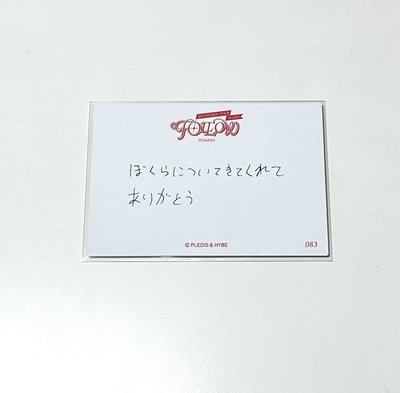 SEVENTEEN TOUR
FOLLOW
TO JAPAN
ぼくらについてきてくれて
ありがとう
© PLEDIS & HYBE
083